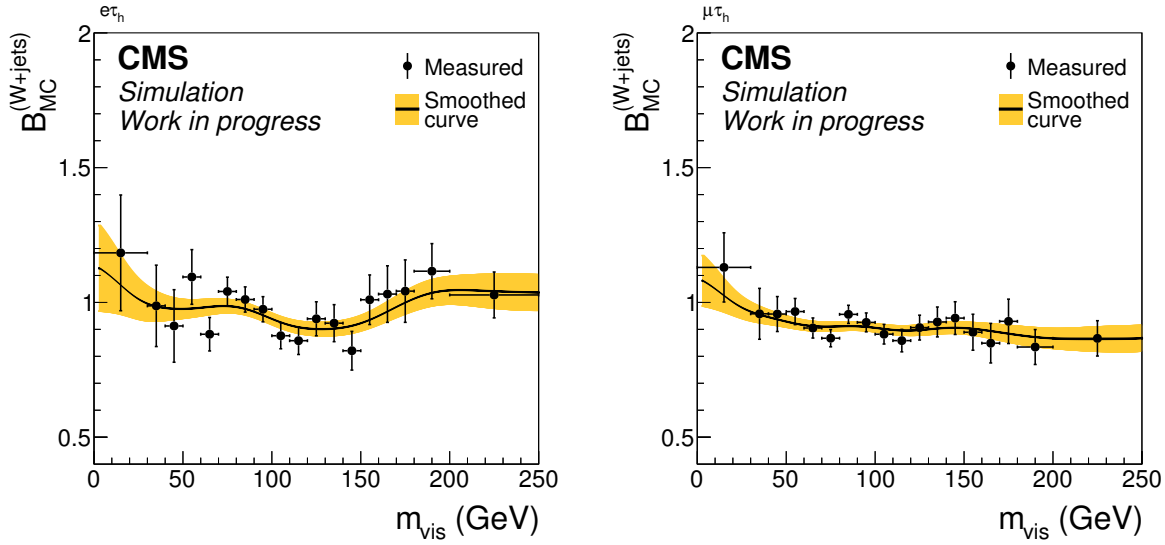 eτ_h
B_MC^(W+jets)
2
1.5
1
0.5
CMS
Simulation
Work in progress
Measured
Smoothed
curve
0 50 100 150 200 250
m_vis (GeV)
μτ_h
B_MC^(W+jets)
2
1.5
1
0.5
CMS
Simulation
Work in progress
Measured
Smoothed
curve
0 50 100 150 200 250
m_vis (GeV)